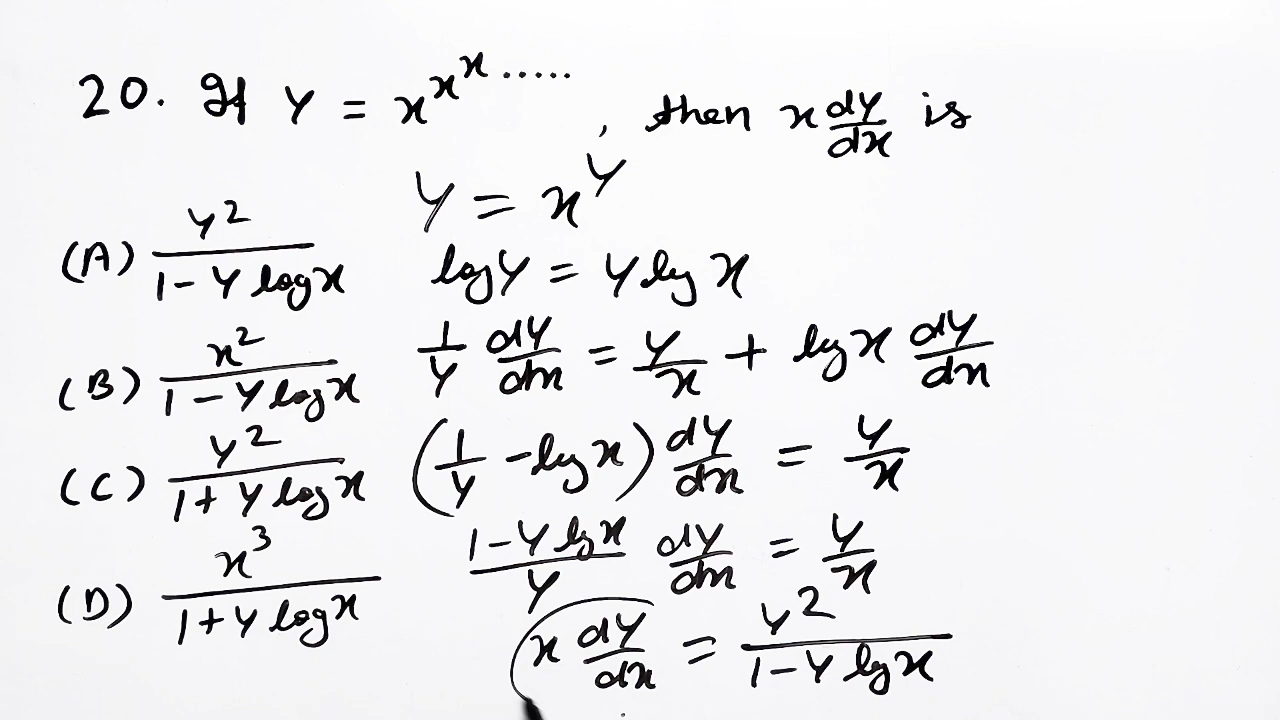 20. If y = x^x^x....., then x dy/dx is
y = x^y
(A) y²/(1 - y log x)
log y = y log x
(B) x²/(1 - y log x)
1/y dy/dx = y/x + log x dy/dx
(C) y²/(1 + y log x)
(1/y - log x) dy/dx = y/x
(D) x³/(1 + y log x)
(1 - y log x)/y dy/dx = y/x
x dy/dx = y²/(1 - y log x)